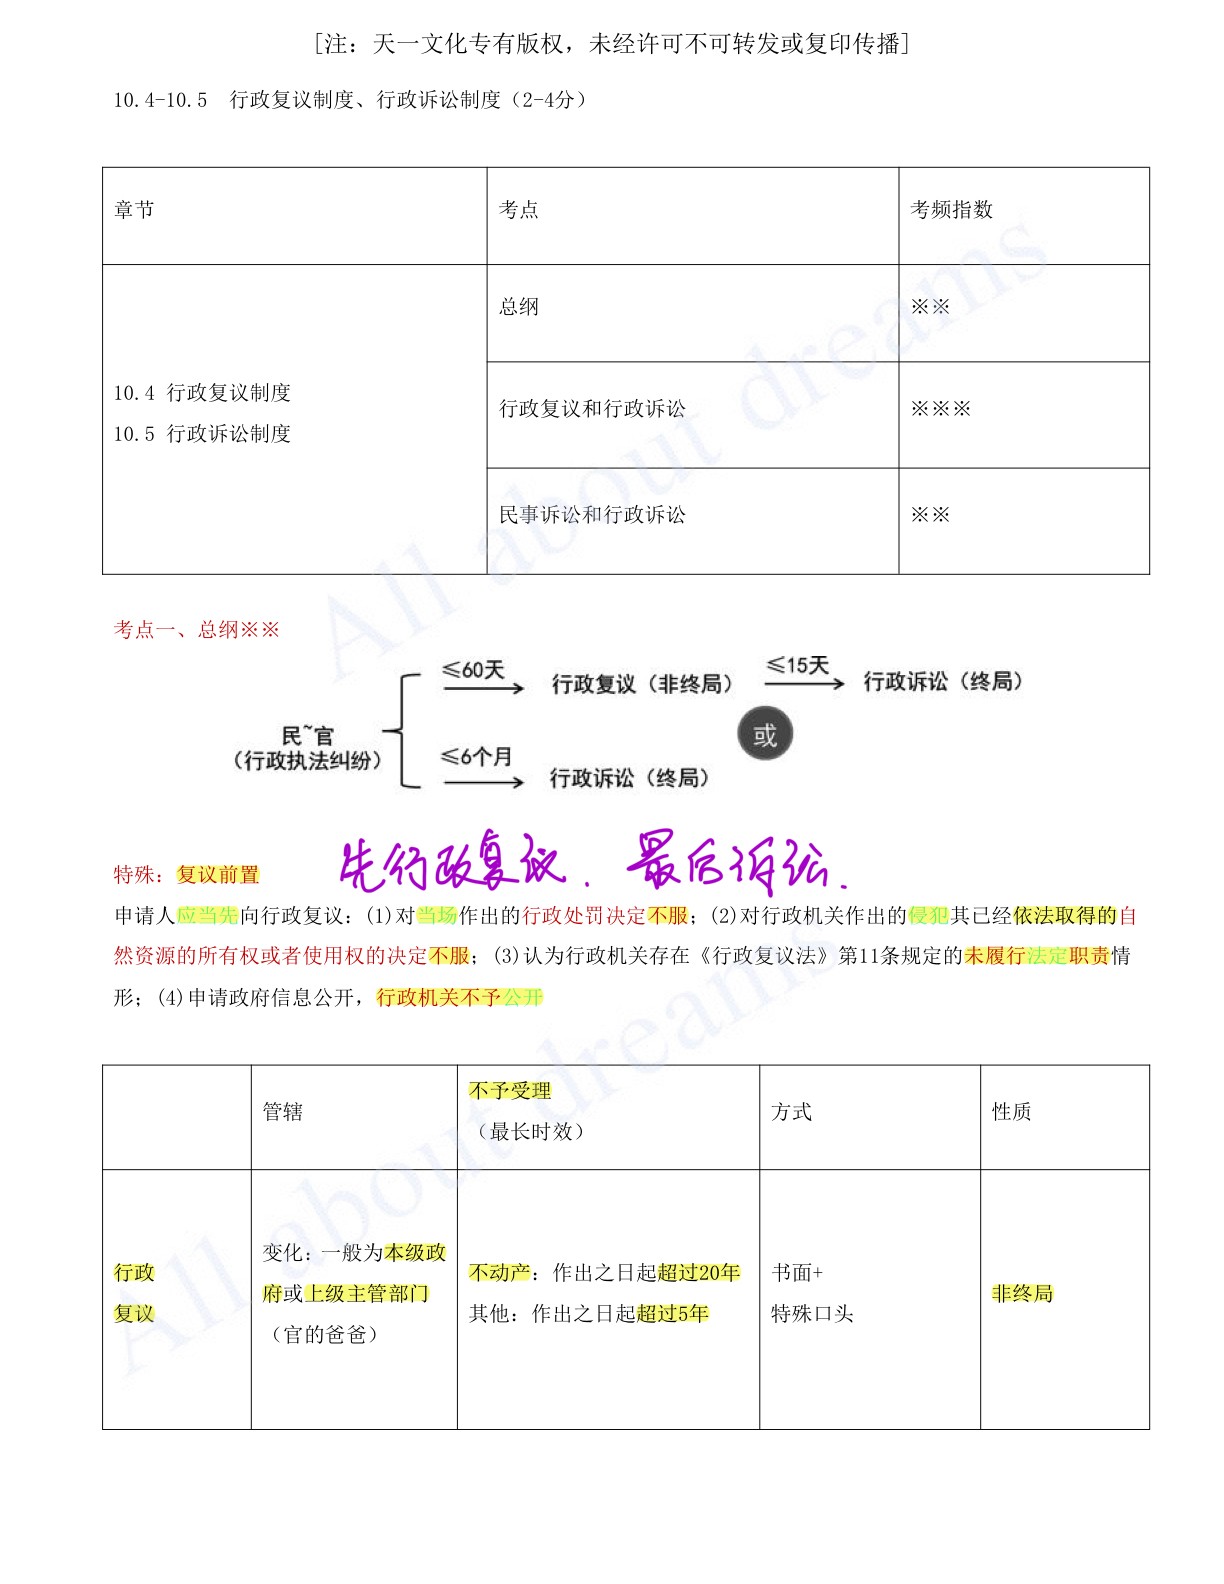 [注：天一文化专有版权，未经许可不可转发或复印传播]
10.4-10.5 行政复议制度、行政诉讼制度（2-4分）
章节
考点
考频指数
10.4 行政复议制度
10.5 行政诉讼制度
总纲
※※
行政复议和行政诉讼
※※※
民事诉讼和行政诉讼
※※
考点一、总纲※※
民~官
（行政执法纠纷）
≤60天
行政复议（非终局）
≤15天
行政诉讼（终局）
或
≤6个月
行政诉讼（终局）
先行政复议．最后诉讼．
特殊：复议前置
申请人应当先向行政复议：(1)对当场作出的行政处罚决定不服；(2)对行政机关作出的侵犯其已经依法取得的自
然资源的所有权或者使用权的决定不服；(3)认为行政机关存在《行政复议法》第11条规定的未履行法定职责情
形；(4)申请政府信息公开，行政机关不予公开
管辖
不予受理
（最长时效）
方式
性质
行政
复议
变化：一般为本级政
府或上级主管部门
（官的爸爸）
不动产：作出之日起超过20年
其他：作出之日起超过5年
书面+
特殊口头
非终局
All about dreams
All about dreams